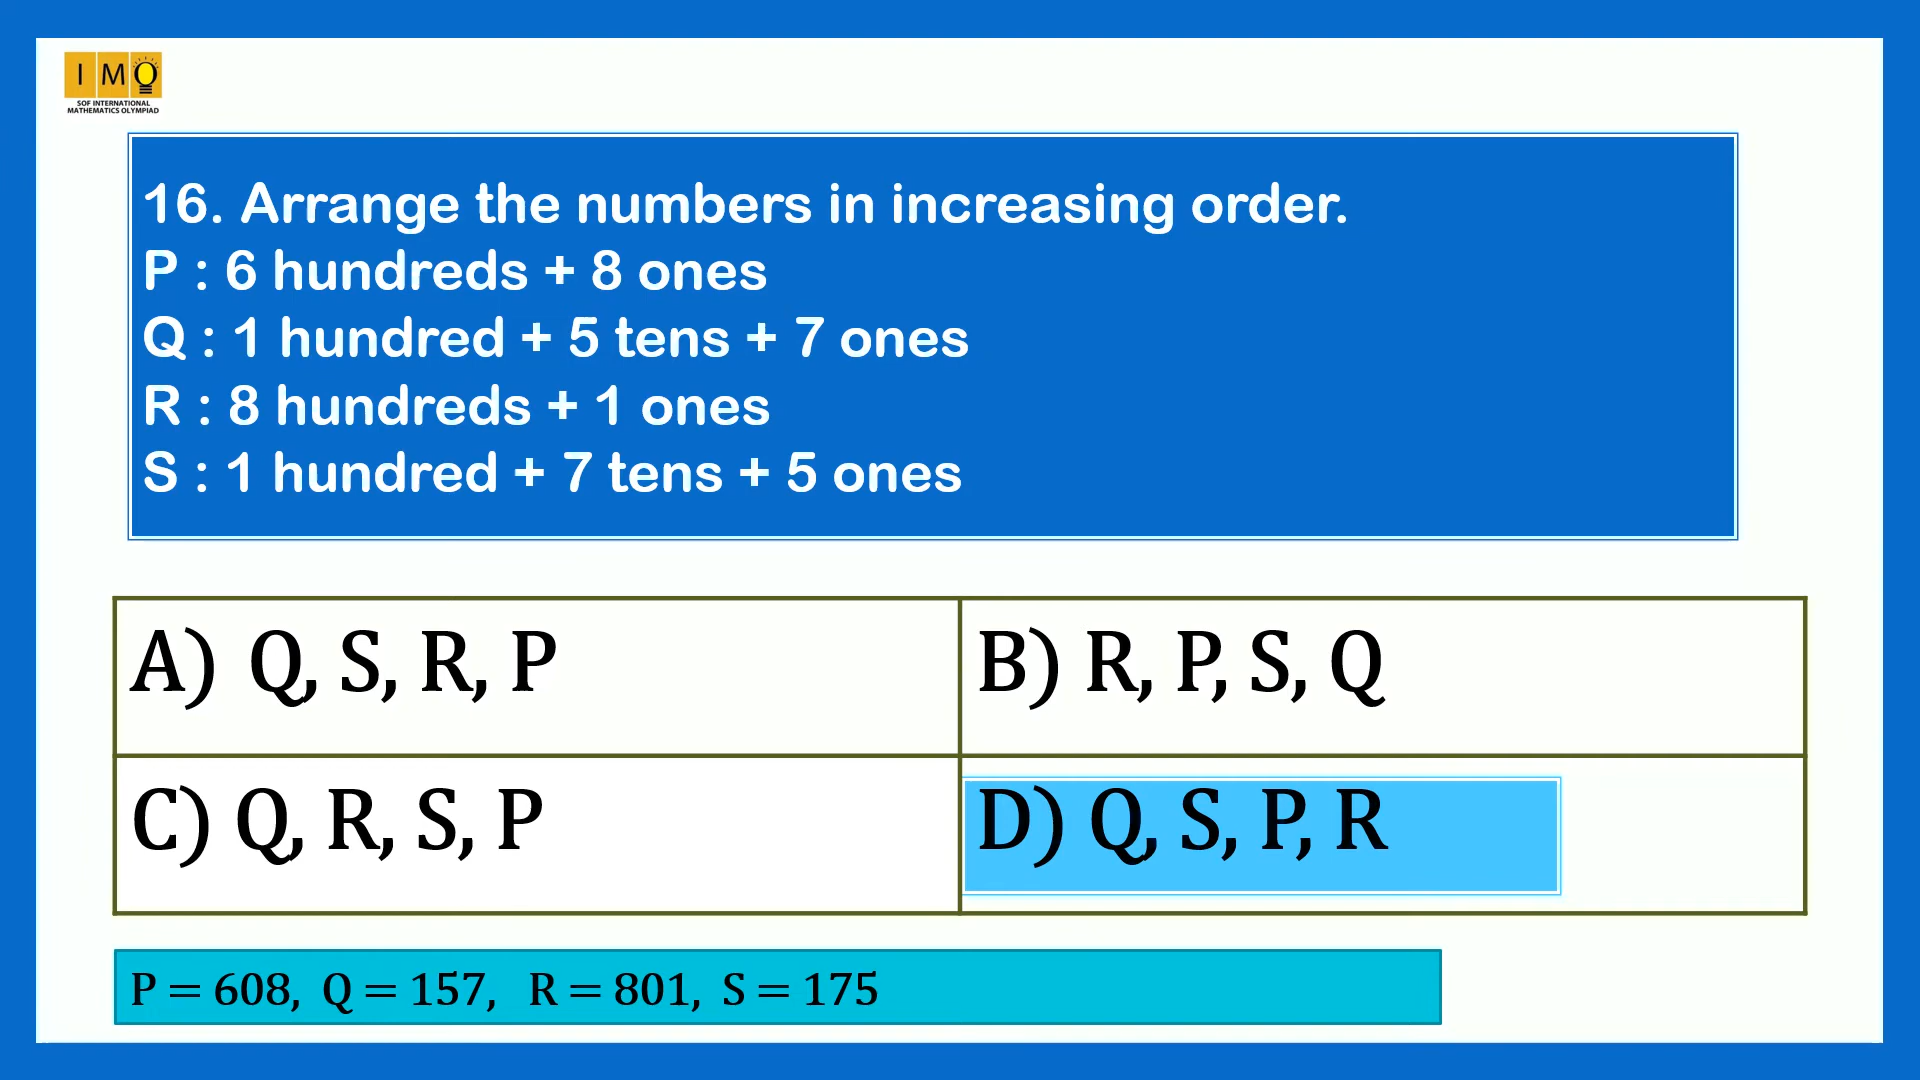 I M O
SOF INTERNATIONAL
MATHEMATICS OLYMPIAD
16. Arrange the numbers in increasing order.
P : 6 hundreds + 8 ones
Q : 1 hundred + 5 tens + 7 ones
R : 8 hundreds + 1 ones
S : 1 hundred + 7 tens + 5 ones
A) Q, S, R, P
B) R, P, S, Q
C) Q, R, S, P
D) Q, S, P, R
P = 608, Q = 157, R = 801, S = 175